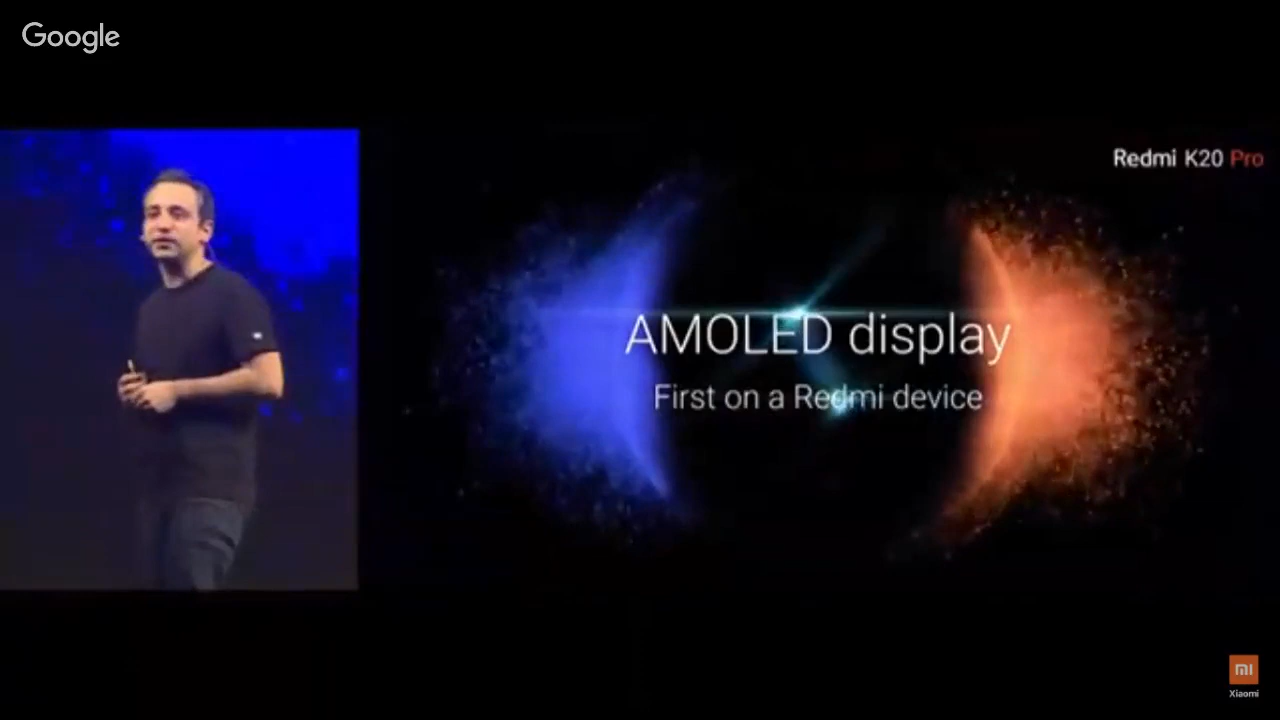 Google
Redmi K20 Pro
AMOLED display
First on a Redmi device
mi
Xiaomi